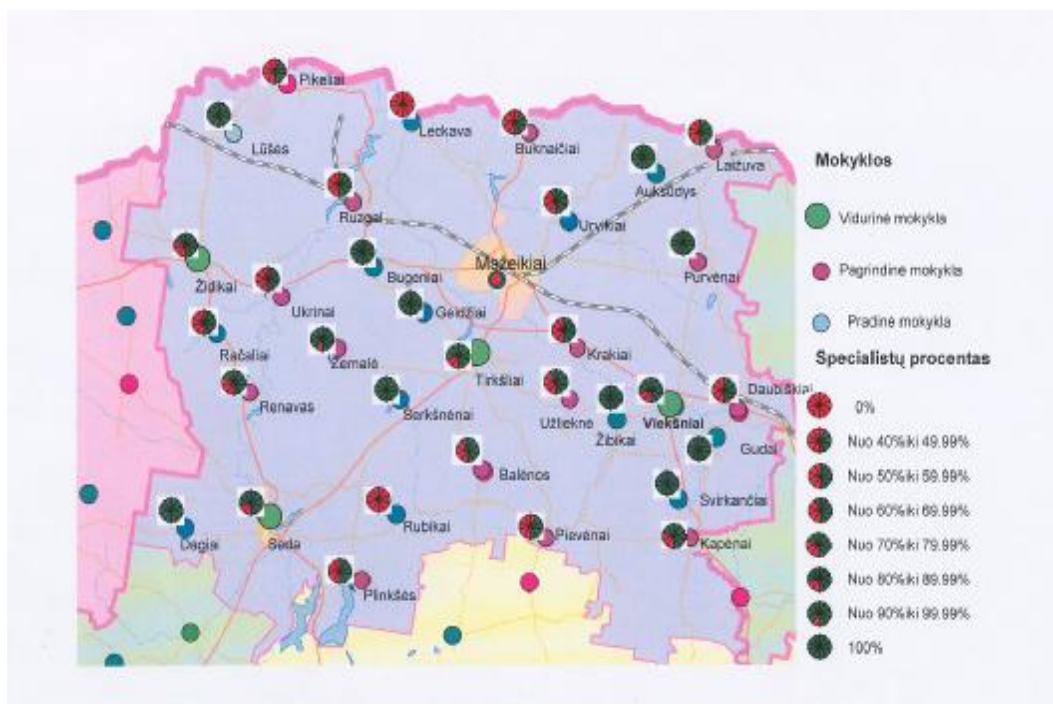 Pikeliai
Leckava
Lūšės
Buknaičiai
Laižuva
Auksūdys
Ruzgai
Urvikiai
Purvėnai
Židikai
Bugeniai
Mažeikiai
Ukrinai
Geidžiai
Račaliai
Žemalė
Krakiai
Tirkšliai
Renavas
Serkšnėnai
Užlieknė
Žibikai
Viekšniai
Daubiškiai
Gudai
Balėnos
Svirkančiai
Dagiai
Seda
Rubikai
Pievėnai
Kapėnai
Plinkšės
Mokyklos
Vidurinė mokykla
Pagrindinė mokykla
Pradinė mokykla
Specialistų procentas
0%
Nuo 40%iki 49.99%
Nuo 50%iki 59.99%
Nuo 60%iki 69.99%
Nuo 70%iki 79.99%
Nuo 80%iki 89.99%
Nuo 90%iki 99.99%
100%